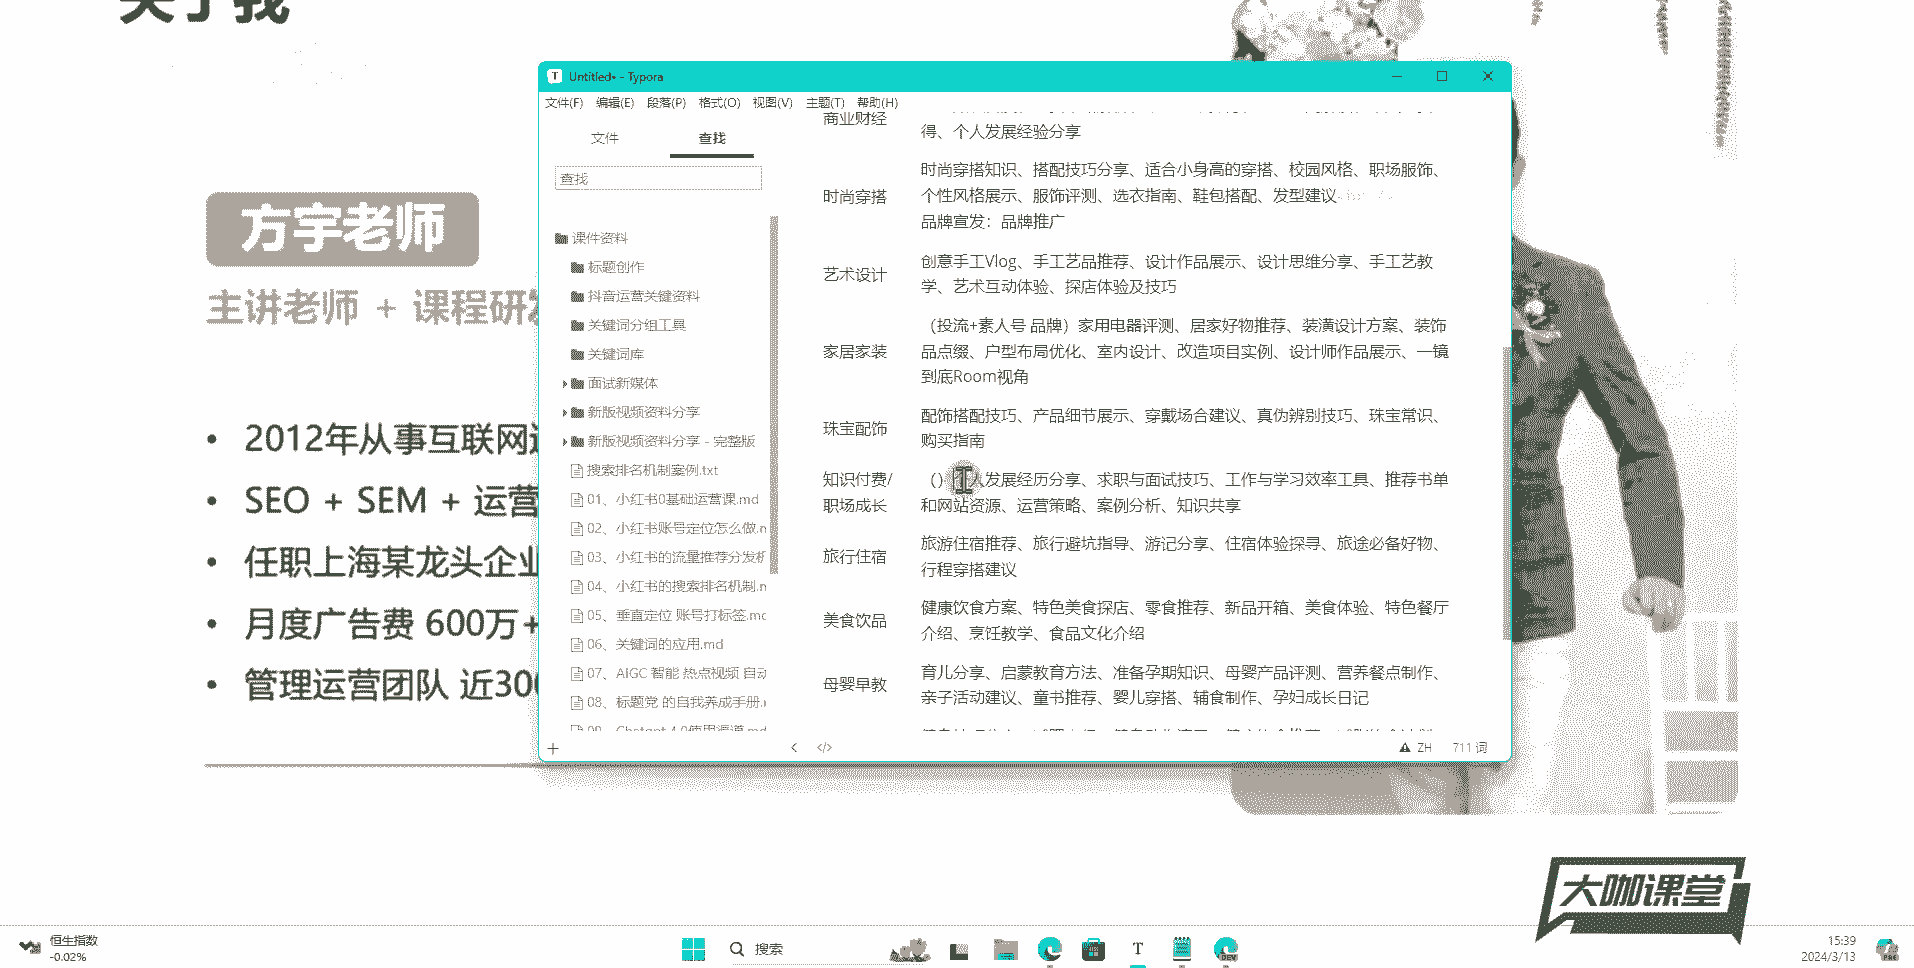 关于我
方宇老师
主讲老师 + 课程研发
2012年从事互联网运
SEO + SEM + 运营
任职上海某龙头企业
月度广告费 600万+
管理运营团队 近300
Untitled• - Typora
文件(F) 编辑(E) 段落(P) 格式(O) 视图(V) 主题(T) 帮助(H)
文件 查找
查找
课件资料
标题创作
抖音运营关键资料
关键词分组工具
关键词库
面试新媒体
新版视频资料分享
新版视频资料分享 - 完整版
搜索排名机制案例.txt
01、小红书0基础运营课.md
02、小红书账号定位怎么做.m
03、小红书的流量推荐分发机
04、小红书的搜索排名机制.m
05、垂直定位 账号打标签.mc
06、关键词的应用.md
07、AIGC 智能 热点视频 自动
08、标题党 的自我养成手册.
09、Chatgpt 4.0使用渠道.md
商业财经
得、个人发展经验分享
时尚穿搭
时尚穿搭知识、搭配技巧分享、适合小身高的穿搭、校园风格、职场服饰、
个性风格展示、服饰评测、选衣指南、鞋包搭配、发型建议
品牌宣发：品牌推广
艺术设计
创意手工Vlog、手工艺品推荐、设计作品展示、设计思维分享、手工艺教
学、艺术互动体验、探店体验及技巧
家居家装
（投流+素人号 品牌）家用电器评测、居家好物推荐、装潢设计方案、装饰
品点缀、户型布局优化、室内设计、改造项目实例、设计师作品展示、一镜
到底Room视角
珠宝配饰
配饰搭配技巧、产品细节展示、穿戴场合建议、真伪辨别技巧、珠宝常识、
购买指南
知识付费/
职场成长
（）人发展经历分享、求职与面试技巧、工作与学习效率工具、推荐书单
和网站资源、运营策略、案例分析、知识共享
旅行住宿
旅游住宿推荐、旅行避坑指导、游记分享、住宿体验探寻、旅途必备好物、
行程穿搭建议
美食饮品
健康饮食方案、特色美食探店、零食推荐、新品开箱、美食体验、特色餐厅
介绍、烹饪教学、食品文化介绍
母婴早教
育儿分享、启蒙教育方法、准备孕期知识、母婴产品评测、营养餐点制作、
亲子活动建议、童书推荐、婴儿穿搭、辅食制作、孕妇成长日记
ZH 711 词
大咖课堂
恒生指数
-0.02%
搜索
T
DEV
15:39
2024/3/13
PRE